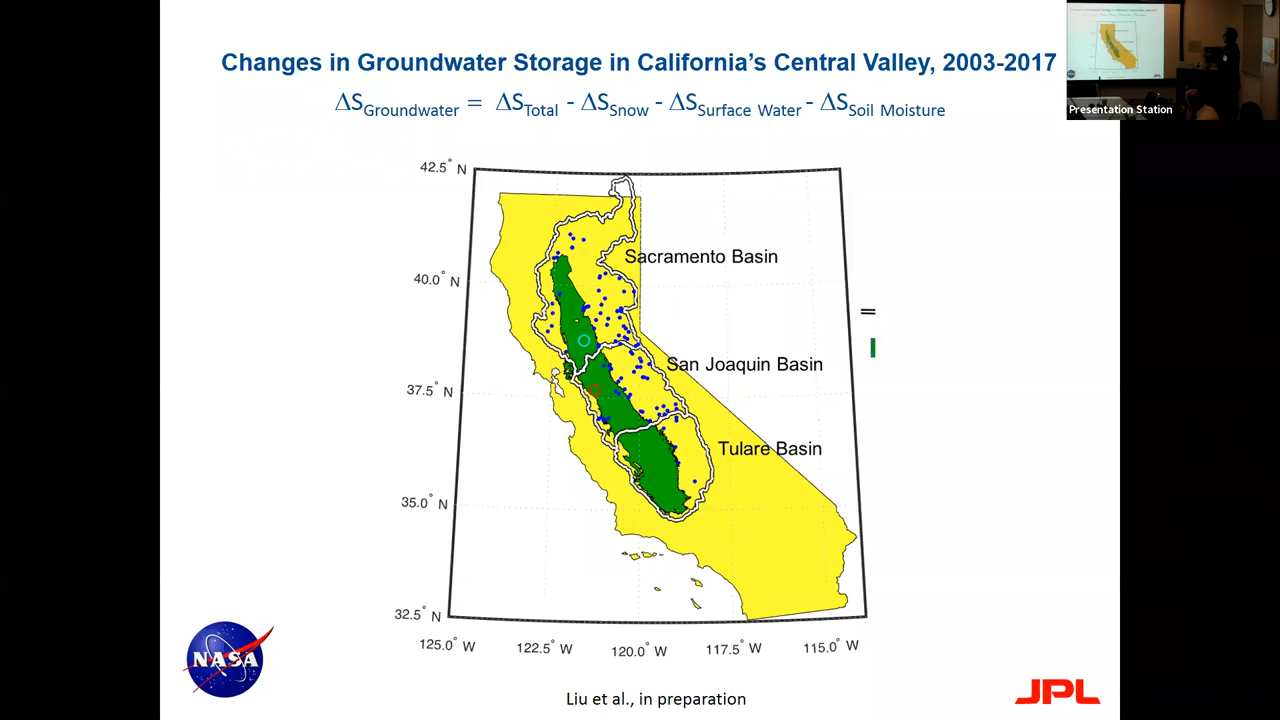 Changes in Groundwater Storage in California's Central Valley, 2003-2017
ΔSGroundwater = ΔSTotal - ΔSSnow - ΔSSurface Water - ΔSSoil Moisture
Presentation Station
42.5° N
40.0° N
37.5° N
35.0° N
32.5° N
Sacramento Basin
San Joaquin Basin
Tulare Basin
125.0° W 122.5° W 120.0° W 117.5° W 115.0° W
NASA
Liu et al., in preparation
JPL